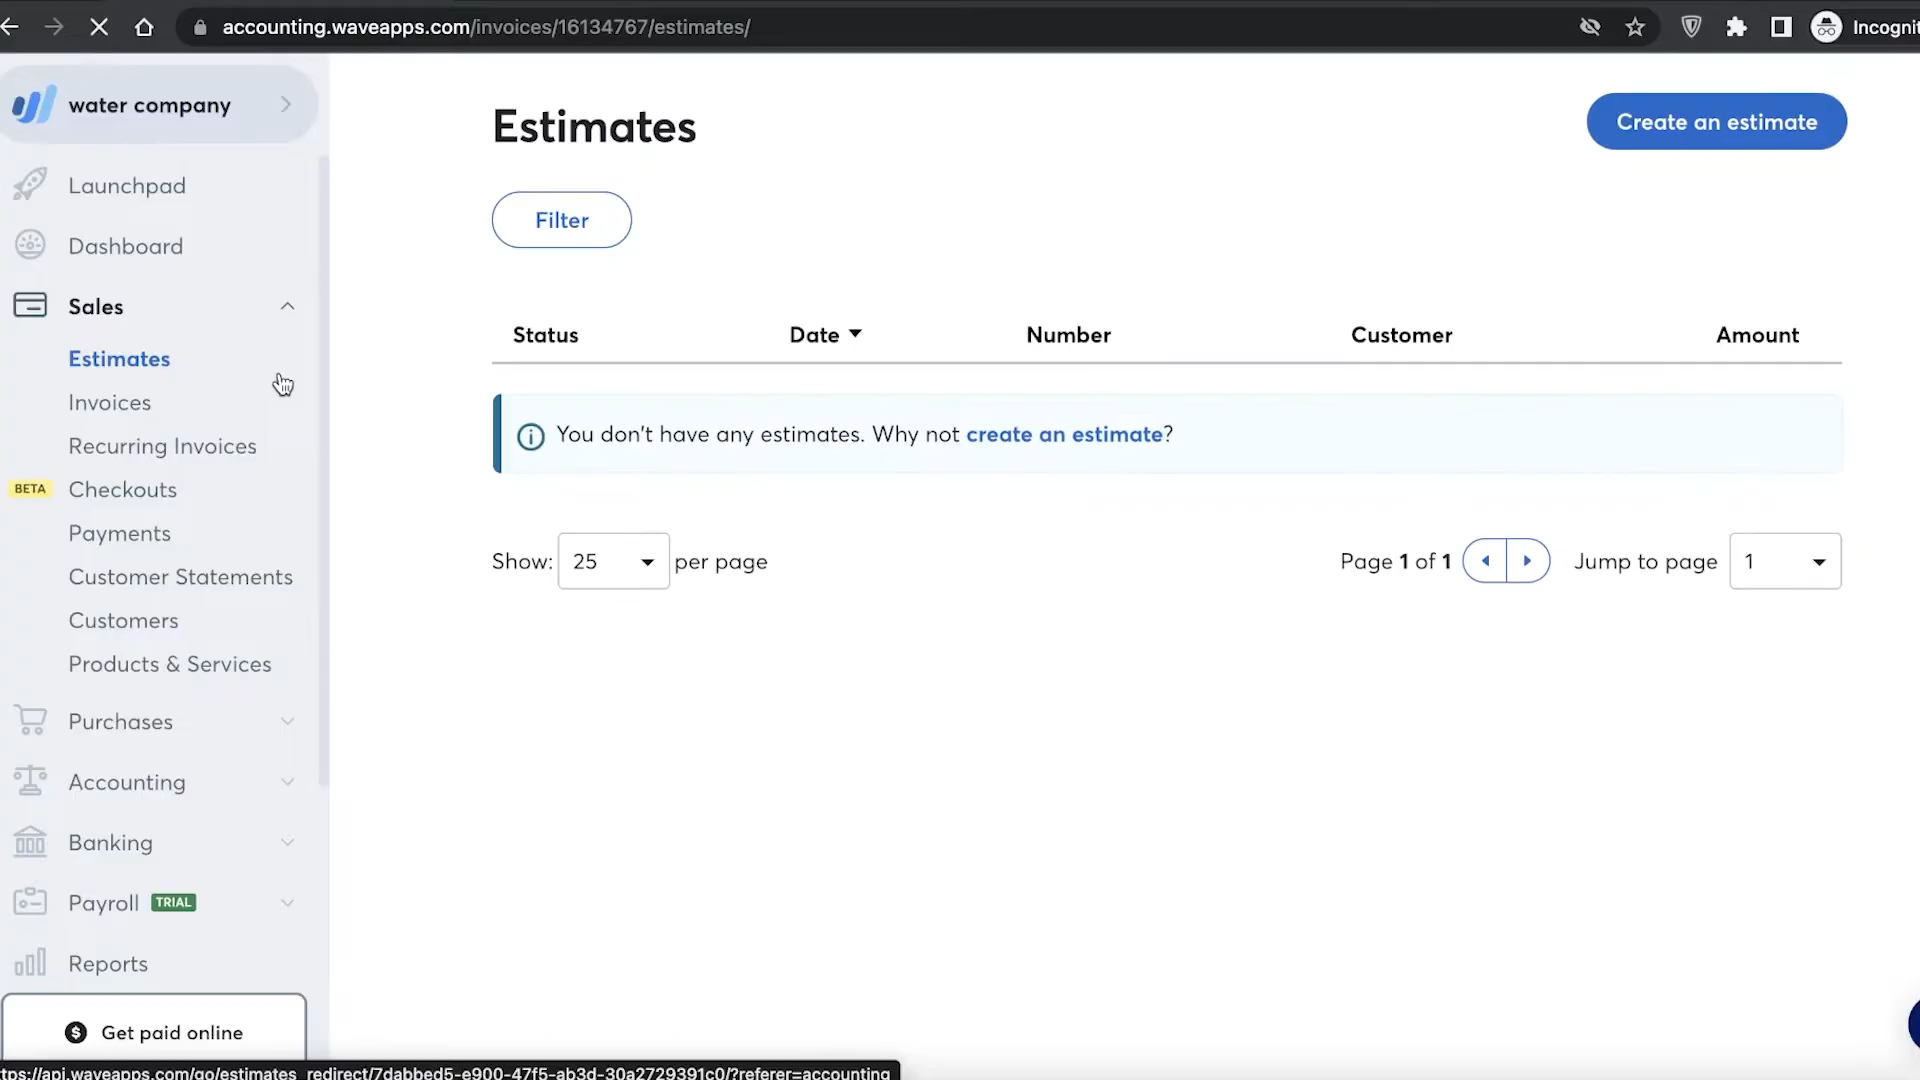 accounting.waveapps.com/invoices/16134767/estimates/
Incognit
water company
Launchpad
Dashboard
Sales
Estimates
Invoices
Recurring Invoices
BETA Checkouts
Payments
Customer Statements
Customers
Products & Services
Purchases
Accounting
Banking
Payroll TRIAL
Reports
Get paid online
Estimates
Create an estimate
Filter
Status Date Number Customer Amount
You don't have any estimates. Why not create an estimate?
Show: 25 per page
Page 1 of 1 Jump to page 1
tps://api.waveapps.com/go/estimates_redirect/7dabbed5-e900-47f5-ab3d-30a2729391c0/?referer=accounting